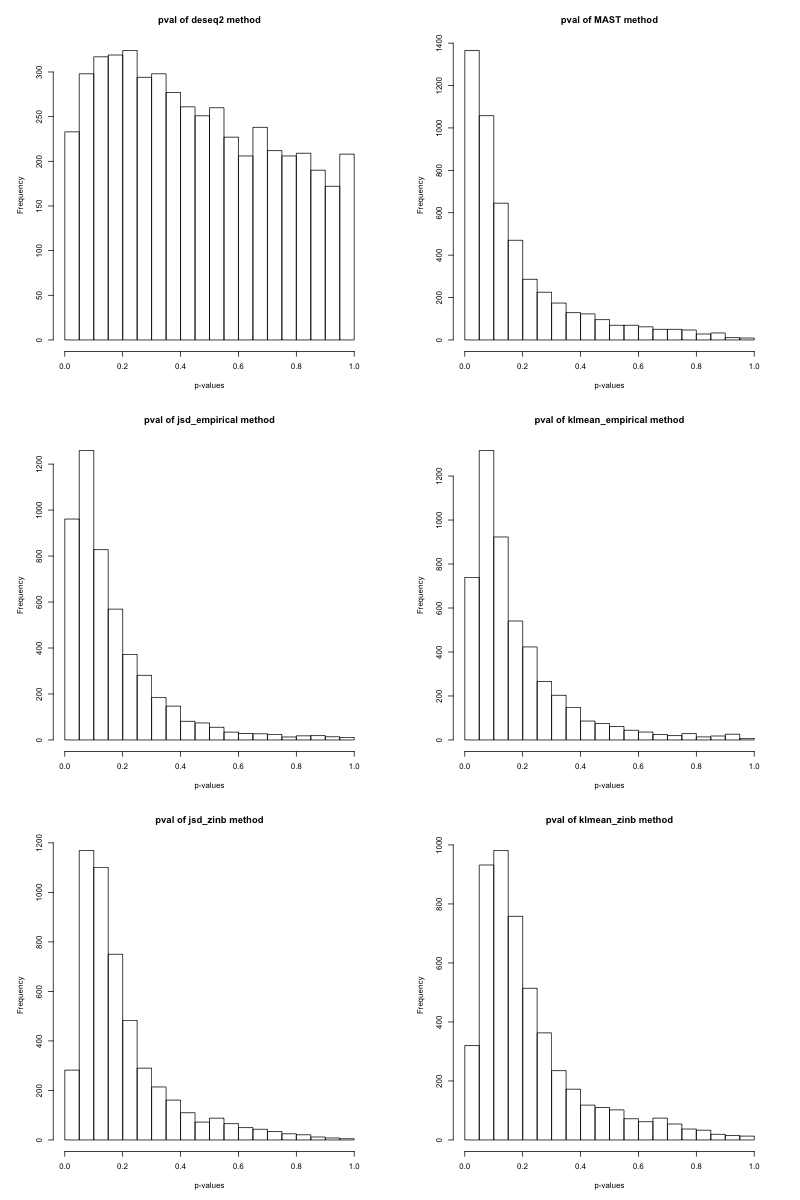 pval of deseq2 method
Frequency
300
250
200
150
100
50
0
0.0 0.2 0.4 0.6 0.8 1.0
p-values
pval of MAST method
Frequency
1400
1200
1000
800
600
400
200
0
0.0 0.2 0.4 0.6 0.8 1.0
p-values
pval of jsd_empirical method
Frequency
1200
1000
800
600
400
200
0
0.0 0.2 0.4 0.6 0.8 1.0
p-values
pval of klmean_empirical method
Frequency
1200
1000
800
600
400
200
0
0.0 0.2 0.4 0.6 0.8 1.0
p-values
pval of jsd_zinb method
Frequency
1200
1000
800
600
400
200
0
0.0 0.2 0.4 0.6 0.8 1.0
p-values
pval of klmean_zinb method
Frequency
1000
800
600
400
200
0
0.0 0.2 0.4 0.6 0.8 1.0
p-values